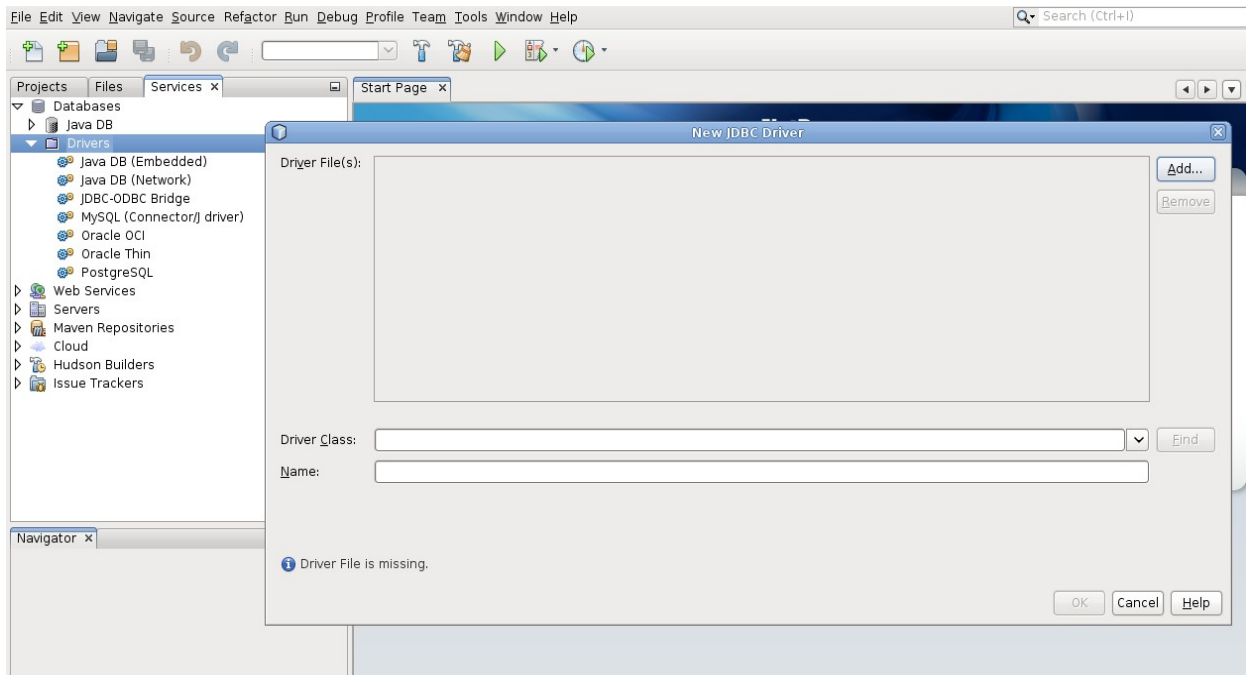 File Edit View Navigate Source Refactor Run Debug Profile Team Tools Window Help
Search (Ctrl+I)
Projects Files Services x
Start Page x
Databases
Java DB
Drivers
Java DB (Embedded)
Java DB (Network)
JDBC-ODBC Bridge
MySQL (Connector/J driver)
Oracle OCI
Oracle Thin
PostgreSQL
Web Services
Servers
Maven Repositories
Cloud
Hudson Builders
Issue Trackers
Navigator x
New JDBC Driver
Driver File(s):
Add...
Remove
Driver Class:
Find
Name:
Driver File is missing.
OK Cancel Help